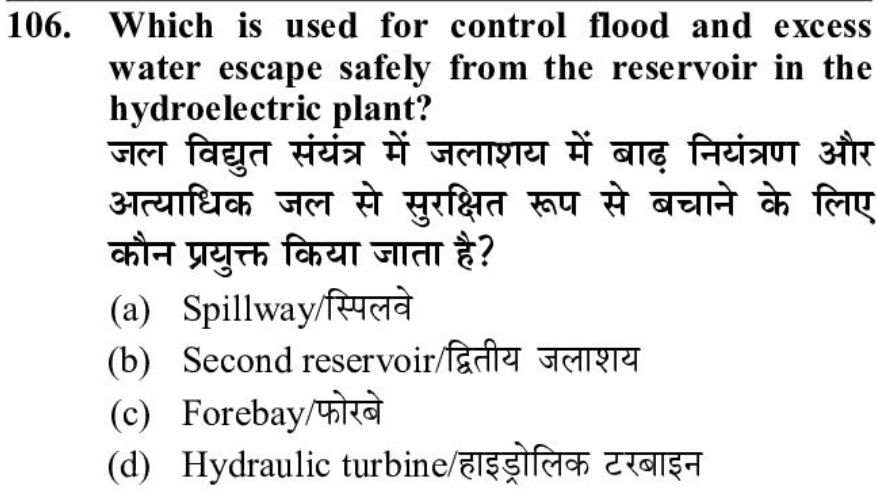 106. Which is used for control flood and excess
water escape safely from the reservoir in the
hydroelectric plant?
जल विद्युत संयंत्र में जलाशय में बाढ़ नियंत्रण और
अत्याधिक जल से सुरक्षित रूप से बचाने के लिए
कौन प्रयुक्त किया जाता है?
(a) Spillway/स्पिलवे
(b) Second reservoir/द्वितीय जलाशय
(c) Forebay/फोरबे
(d) Hydraulic turbine/हाइड्रोलिक टरबाइन